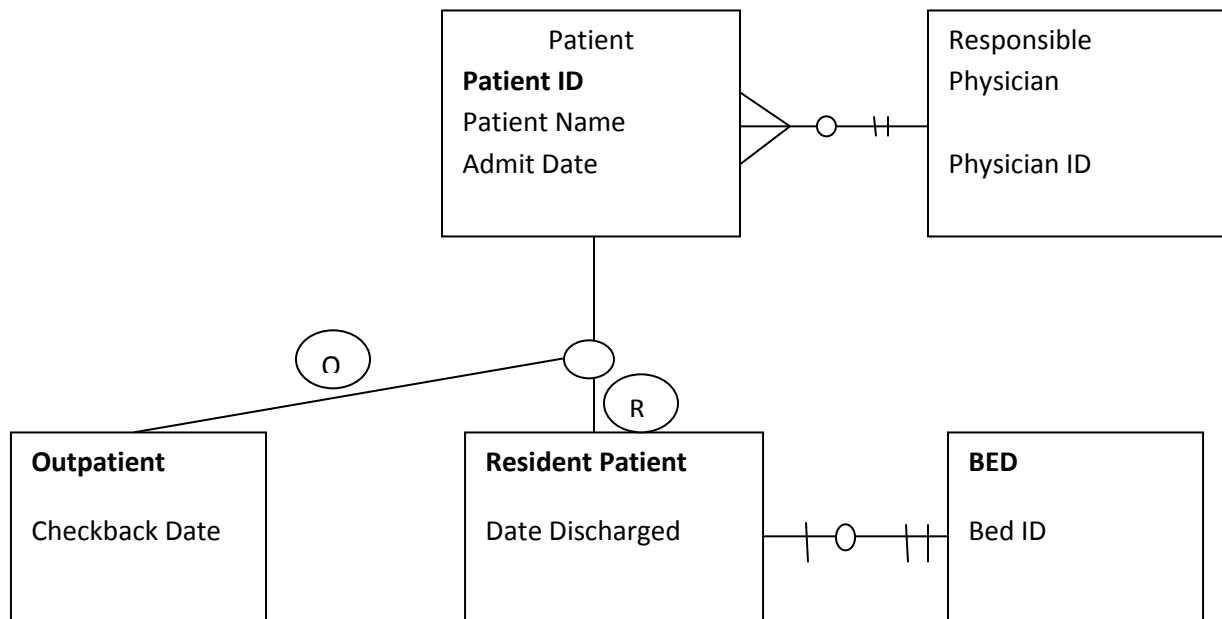 Patient
Patient ID
Patient Name
Admit Date
Responsible
Physician
Physician ID
O
R
Outpatient
Checkback Date
Resident Patient
Date Discharged
BED
Bed ID